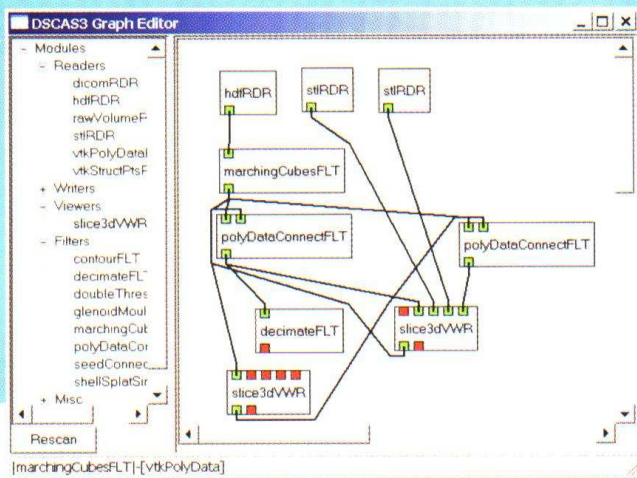 DSCAS3 Graph Editor
- Modules
- Readers
dicomRDR
hdfRDR
rawVolumeF
stlRDR
vtkPolyDatal
vtkStructPtsF
+ Writers
- Viewers
slice3dVWR
- Filters
contourFLT
decimateFL
doubleThres
glenoidMoul
marchingCub
polyDataCor
seedConnec
shellSplatSir
+ Misc
Rescan
hdfRDR
stlRDR
stlRDR
marchingCubesFLT
polyDataConnectFLT
polyDataConnectFLT
decimateFLT
slice3dVWR
slice3dVWR
|marchingCubesFLT|-[vtkPolyData]